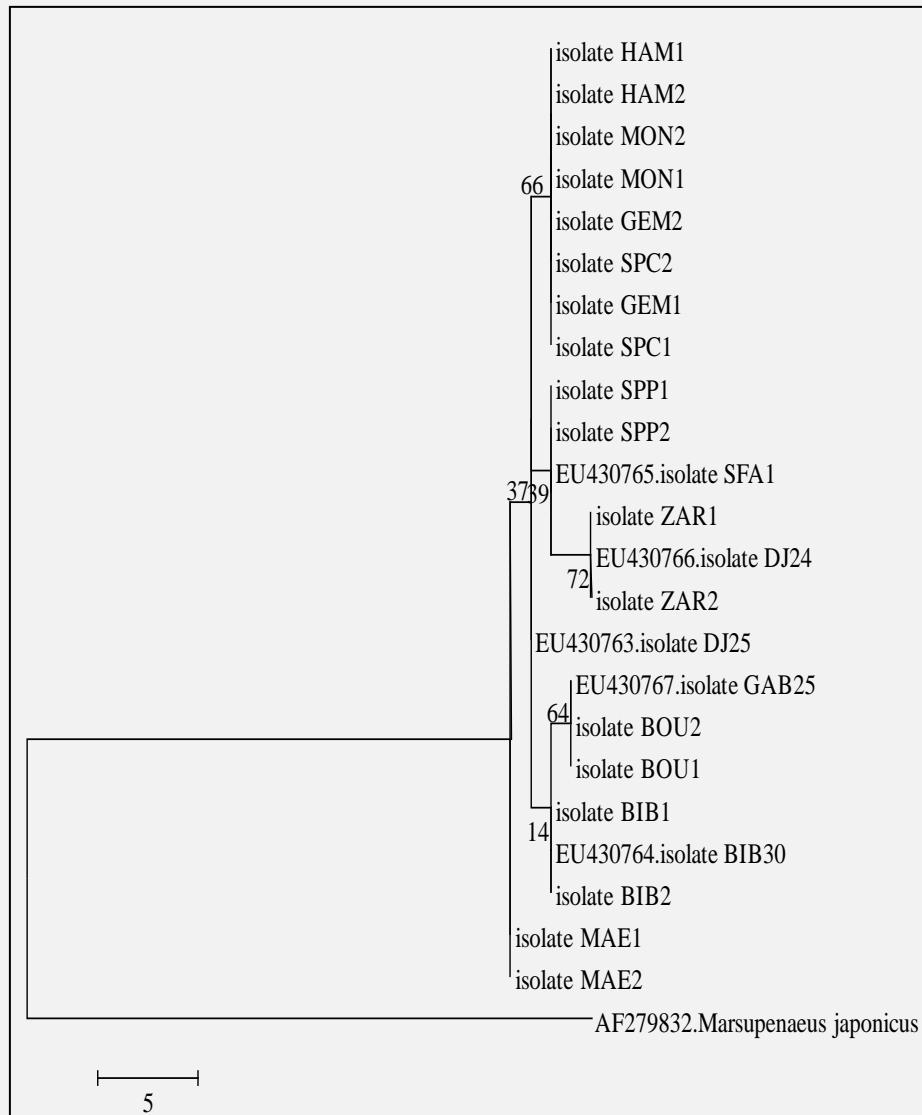 isolate HAM1
isolate HAM2
isolate MON2
isolate MON1
66
isolate GEM2
isolate SPC2
isolate GEM1
isolate SPC1
isolate SPP1
isolate SPP2
EU430765.isolate SFA1
37
39
isolate ZAR1
EU430766.isolate DJ24
72
isolate ZAR2
EU430763.isolate DJ25
EU430767.isolate GAB25
64
isolate BOU2
isolate BOU1
isolate BIB1
14
EU430764.isolate BIB30
isolate BIB2
isolate MAE1
isolate MAE2
AF279832.Marsupenaeus japonicus
5